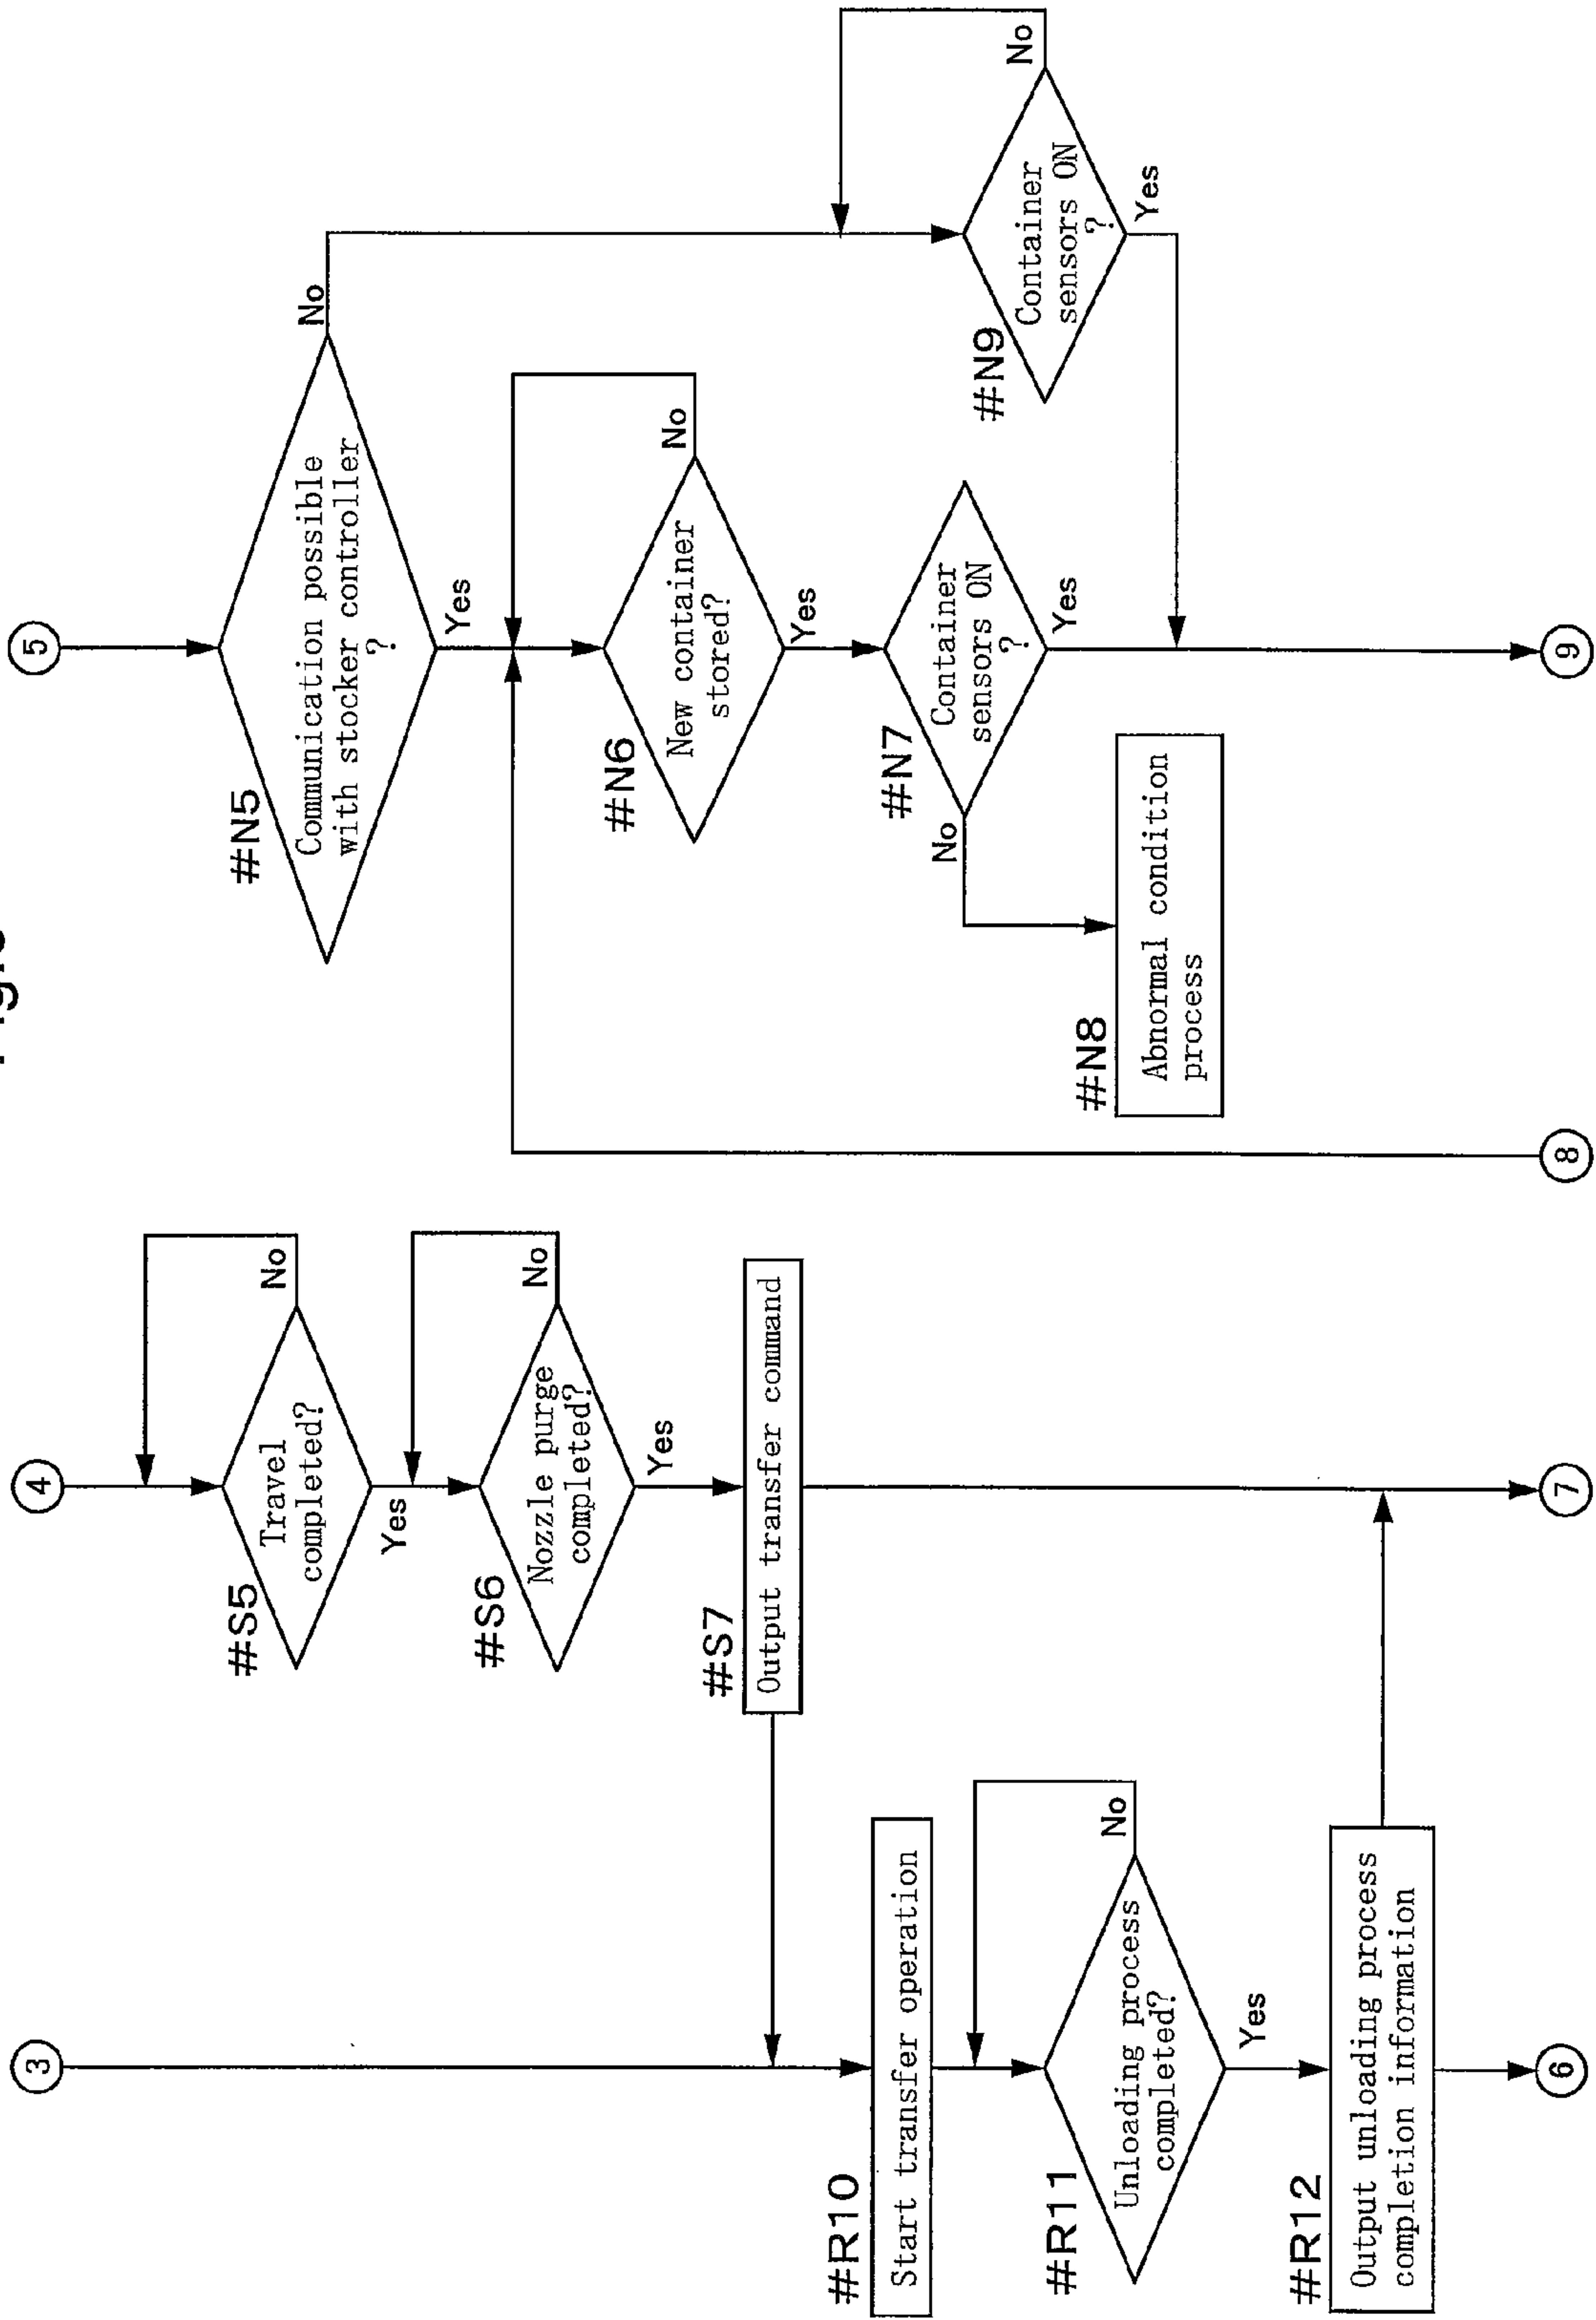 3
#R10
Start transfer operation
#R11
Unloading process
completed?
No
Yes
#R12
Output unloading process
completion information
6
4
#S5
Travel
completed?
No
Yes
#S6
Nozzle purge
completed?
No
Yes
#S7
Output transfer command
7
5
#N5
Communication possible
with stocker controller
?
No
Yes
#N6
New container
stored?
No
Yes
#N7
Container
sensors ON
?
No
Yes
#N8
Abnormal condition
process
#N9
Container
sensors ON
?
No
Yes
8
9